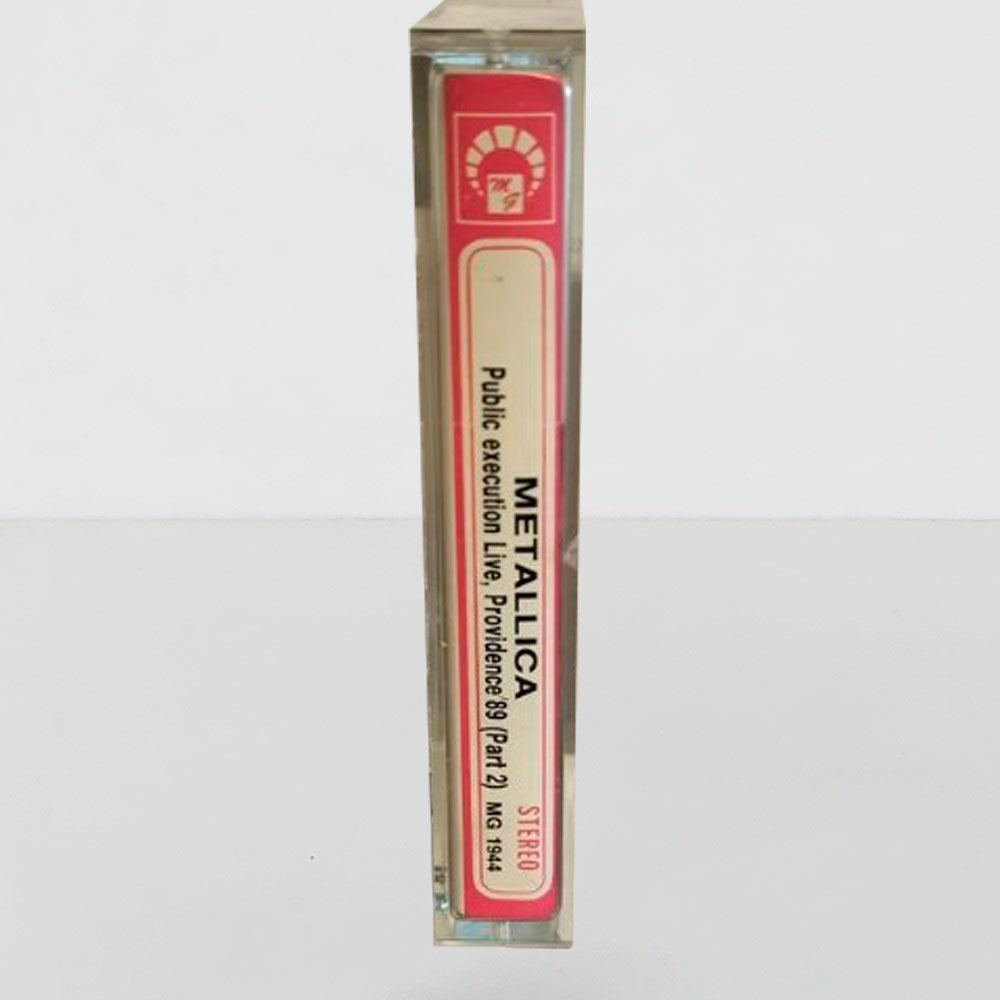 M G
METALLICA
Public execution Live, Providence'89 (Part 2)
STEREO
MG 1944